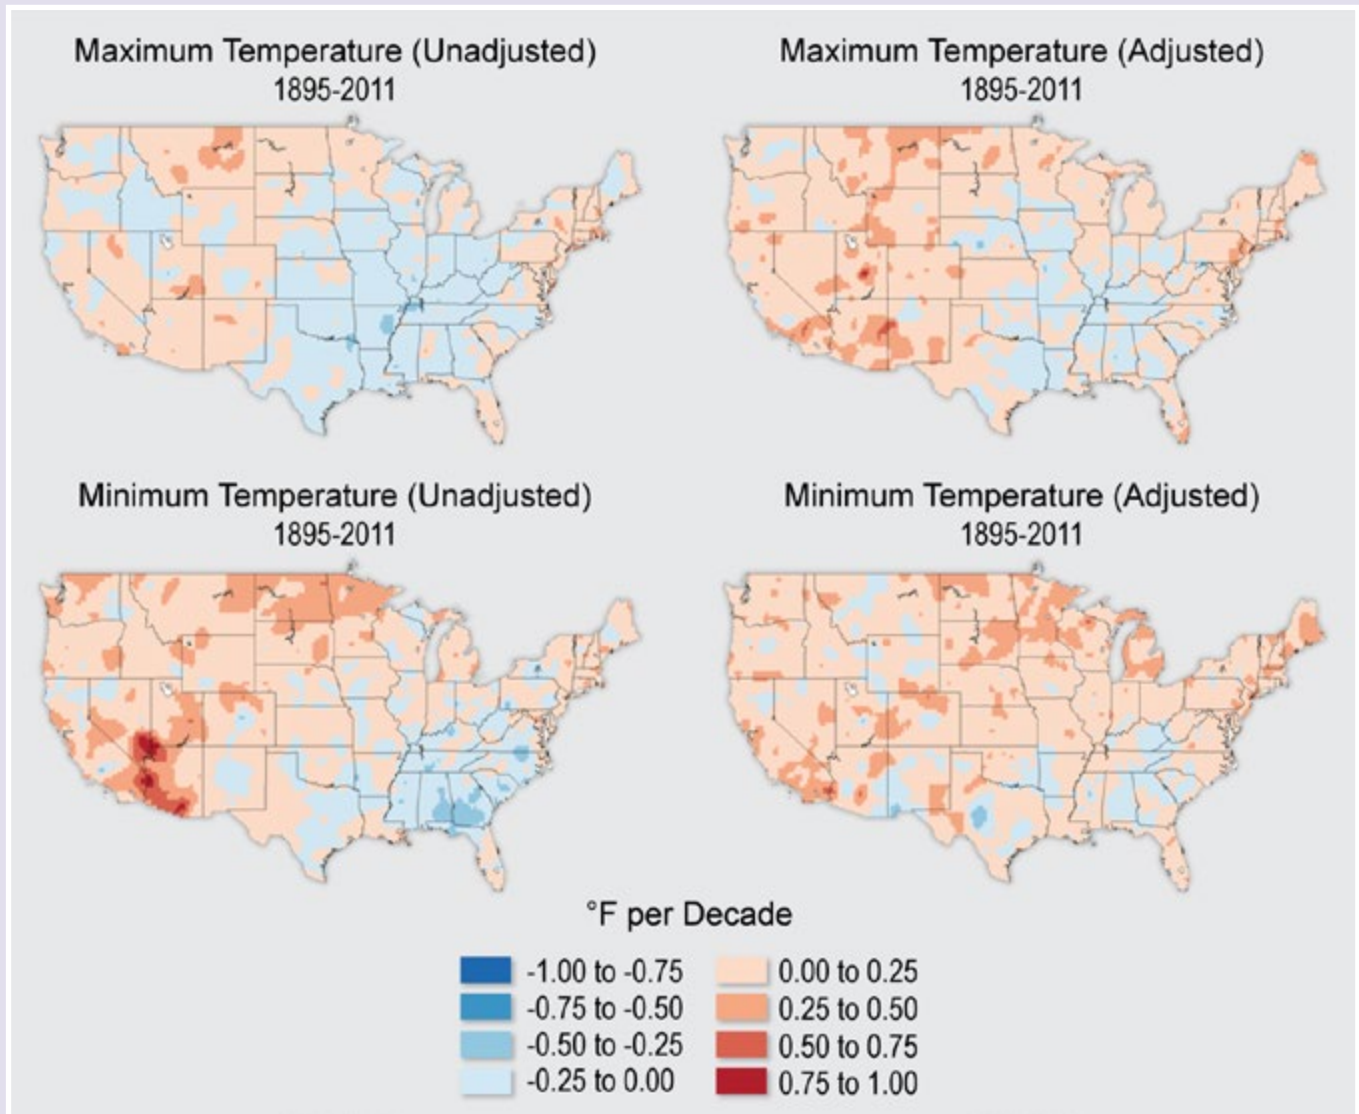 Maximum Temperature (Unadjusted)
1895-2011
Maximum Temperature (Adjusted)
1895-2011
Minimum Temperature (Unadjusted)
1895-2011
Minimum Temperature (Adjusted)
1895-2011
°F per Decade
-1.00 to -0.75
-0.75 to -0.50
-0.50 to -0.25
-0.25 to 0.00
0.00 to 0.25
0.25 to 0.50
0.50 to 0.75
0.75 to 1.00